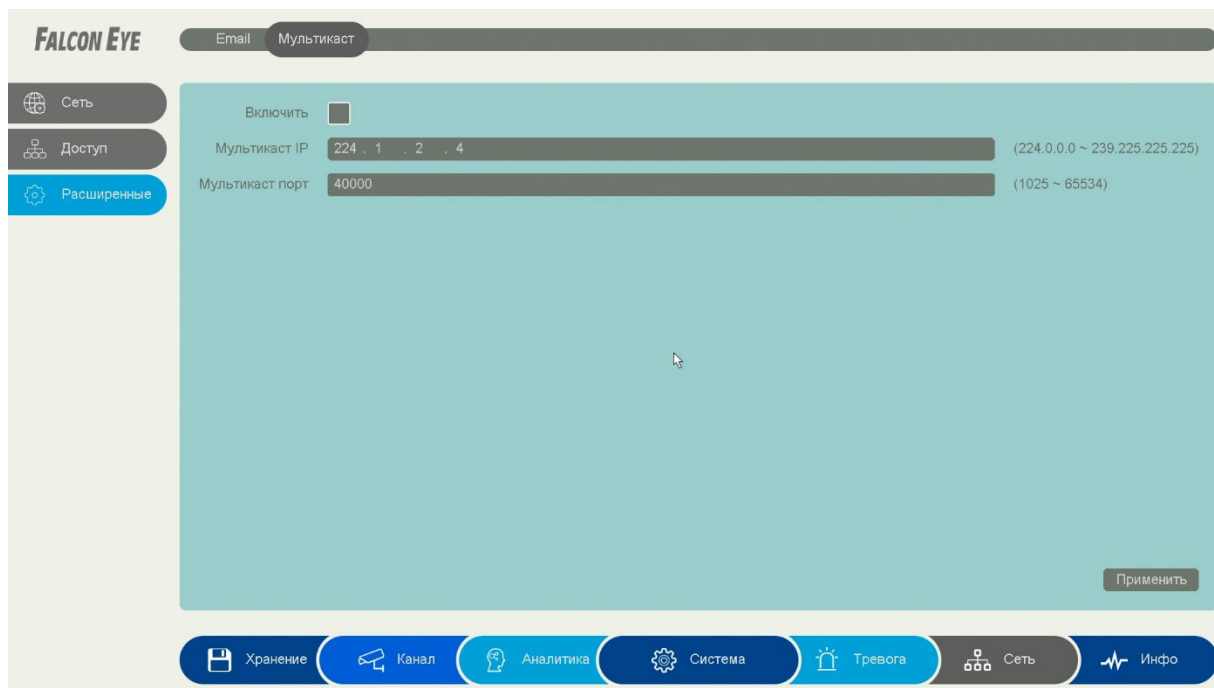 FALCON EYE
Email Мультикаст
Сеть
Доступ
Расширенные
Включить
Мультикаст IP 224 . 1 . 2 . 4 (224.0.0.0 ~ 239.225.225.225)
Мультикаст порт 40000 (1025 ~ 65534)
Применить
Хранение Канал Аналитика Система Тревога Сеть Инфо